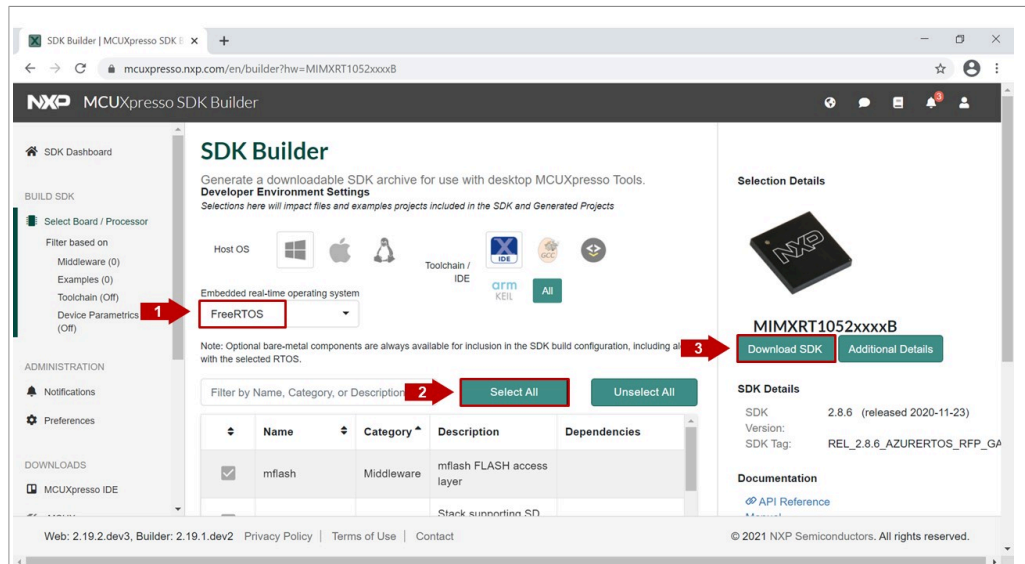 SDK Builder | MCUXpresso SDK
mcuxpresso.nxp.com/en/builder?hw=MIMXRT1052xxxxB
NXP MCUXpresso SDK Builder
3
SDK Dashboard
BUILD SDK
Select Board / Processor
Filter based on
Middleware (0)
Examples (0)
Toolchain (Off)
Device Parametrics
(Off)
ADMINISTRATION
Notifications
Preferences
DOWNLOADS
MCUXpresso IDE
SDK Builder
Generate a downloadable SDK archive for use with desktop MCUXpresso Tools.
Developer Environment Settings
Selections here will impact files and examples projects included in the SDK and Generated Projects
Host OS
Toolchain /
IDE
IDE
GCC
arm
KEIL
All
Embedded real-time operating system
1
FreeRTOS
Note: Optional bare-metal components are always available for inclusion in the SDK build configuration, including
with the selected RTOS.
Filter by Name, Category, or Description
2
Select All
Unselect All
Name
Category
Description
Dependencies
mflash
Middleware
mflash FLASH access
layer
Stack supporting SD
Selection Details
NXP
MIMXRT1052xxxxB
3
Download SDK
Additional Details
SDK Details
SDK
Version:
2.8.6 (released 2020-11-23)
SDK Tag:
REL_2.8.6_AZURERTOS_RFP_GA
Documentation
API Reference
Web: 2.19.2.dev3, Builder: 2.19.1.dev2 Privacy Policy | Terms of Use | Contact
© 2021 NXP Semiconductors. All rights reserved.